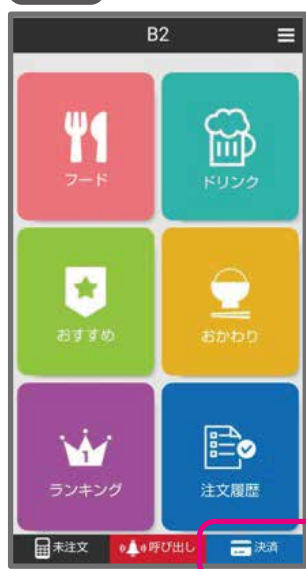 B2
フード
ドリンク
おすすめ
おかわり
1
ランキング
注文履歴
未注文
呼び出し
決済